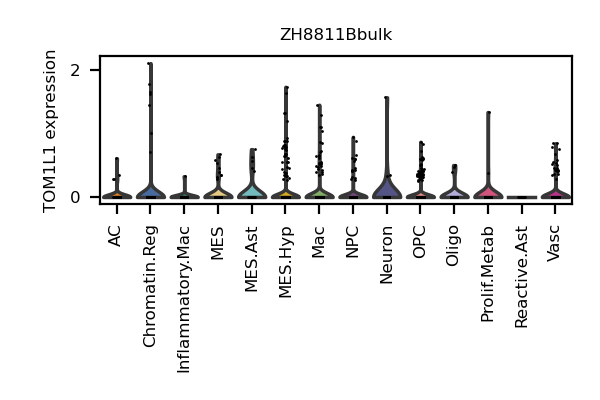 ZH8811Bbulk
TOM1L1 expression
2
0
AC
Chromatin.Reg
Inflammatory.Mac
MES
MES.Ast
MES.Hyp
Mac
NPC
Neuron
OPC
Oligo
Prolif.Metab
Reactive.Ast
Vasc